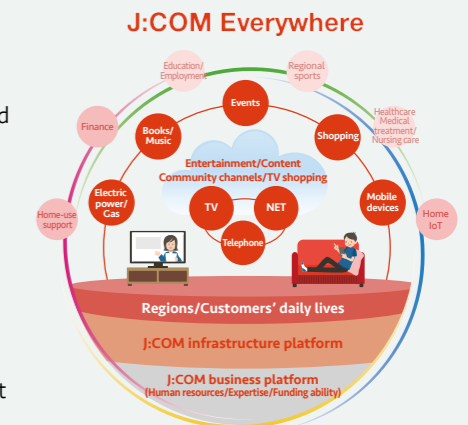 J:COM Everywhere
Education/
Employment
Regional
sports
Events
Finance
Books/
Music
Shopping
Healthcare
Medical
treatment/
Nursing care
Entertainment/Content
Community channels/TV shopping
Electric
power/
Gas
TV
NET
Mobile
devices
Home-use
support
Telephone
Home
IoT
Regions/Customers’ daily lives
J:COM infrastructure platform
J:COM business platform
(Human resources/Expertise/Funding ability)